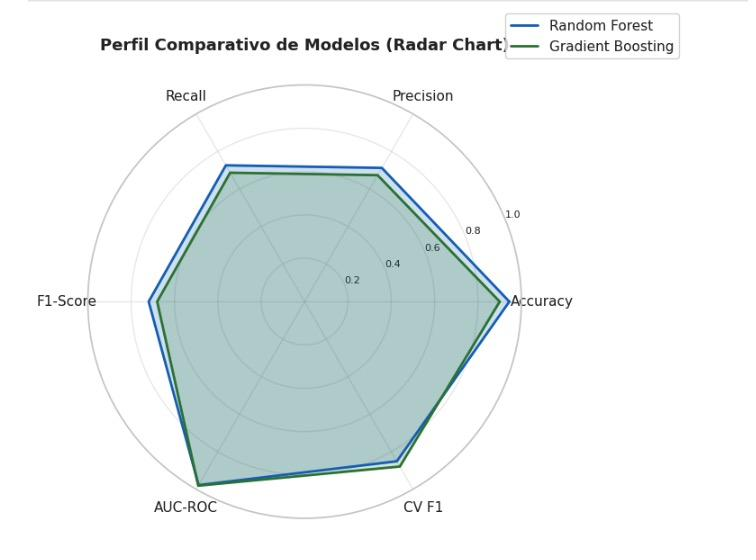 Random Forest
Gradient Boosting
Perfil Comparativo de Modelos (Radar Chart)
Recall
Precision
1.0
0.8
0.6
0.4
0.2
F1-Score
Accuracy
AUC-ROC
CV F1